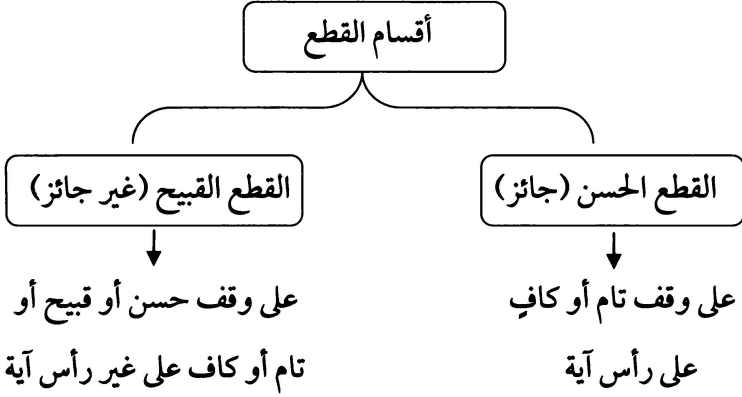 أقسام القطع
القطع الحسن (جائز)
على وقف تام أو كافٍ
على رأس آية
القطع القبيح (غير جائز)
على وقف حسن أو قبيح أو
تام أو كاف على غير رأس آية